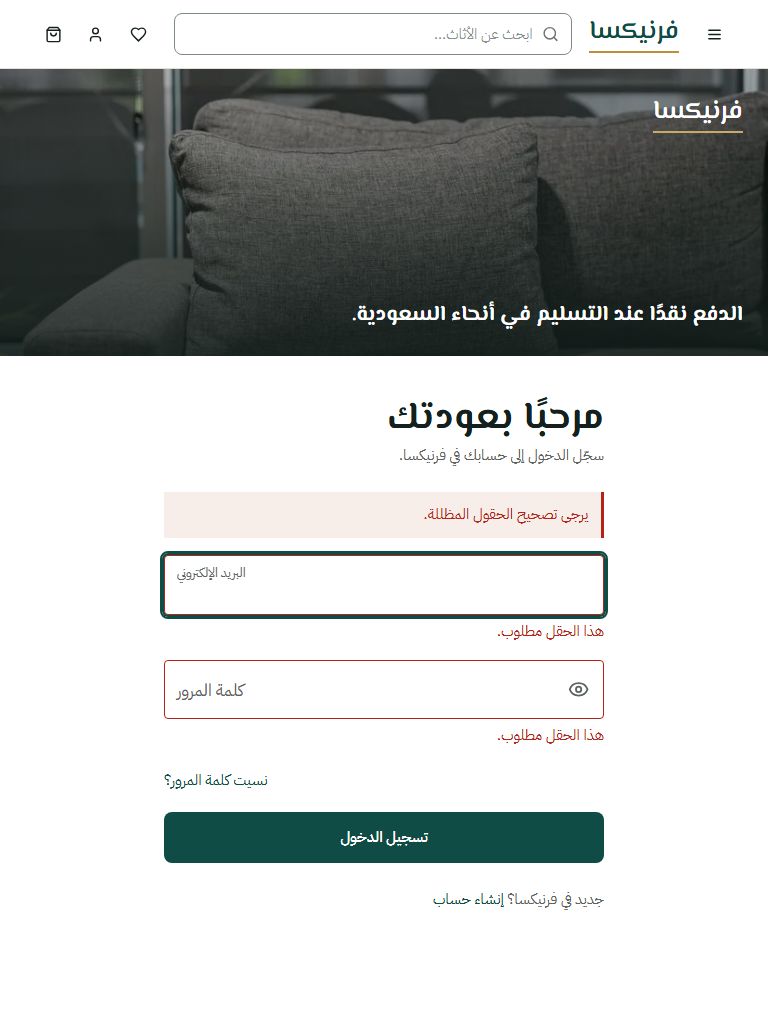 فرنيكسا
ابحث عن الأثاث...
فرنيكسا
الدفع نقدًا عند التسليم في أنحاء السعودية.
مرحبًا بعودتك
سجّل الدخول إلى حسابك في فرنيكسا.
يرجى تصحيح الحقول المظللة.
البريد الإلكتروني
هذا الحقل مطلوب.
كلمة المرور
هذا الحقل مطلوب.
نسيت كلمة المرور؟
تسجيل الدخول
جديد في فرنيكسا؟ إنشاء حساب